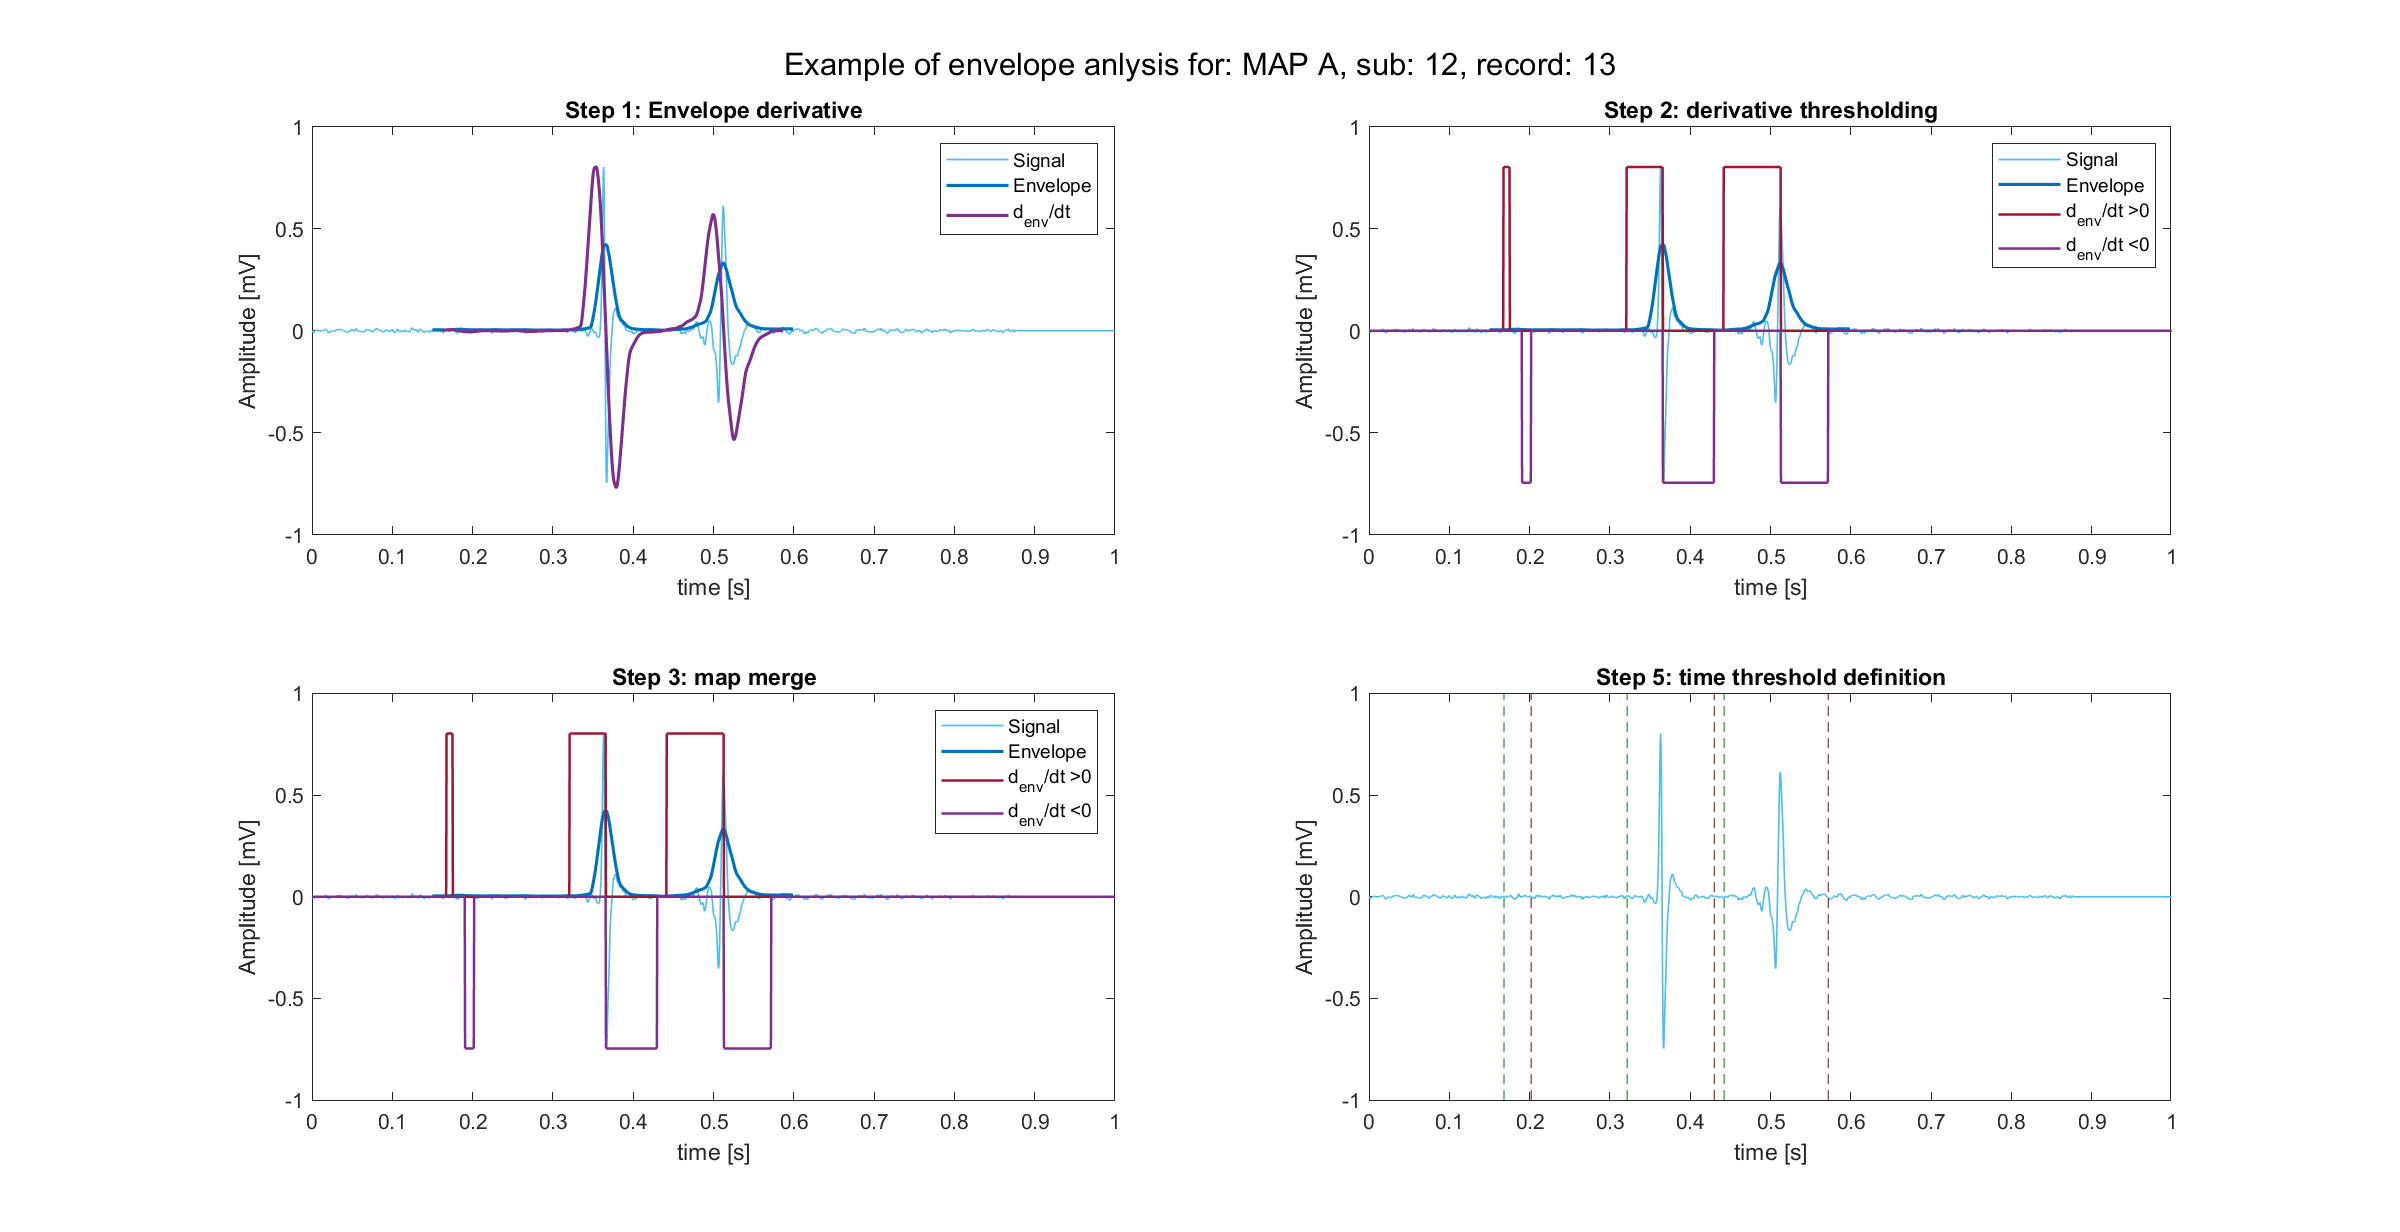 Example of envelope anlysis for: MAP A, sub: 12, record: 13
Step 1: Envelope derivative
1
0.5
0
-0.5
-1
Amplitude [mV]
0 0.1 0.2 0.3 0.4 0.5 0.6 0.7 0.8 0.9 1
time [s]
Signal
Envelope
d_env/dt
Step 2: derivative thresholding
1
0.5
0
-0.5
-1
Amplitude [mV]
0 0.1 0.2 0.3 0.4 0.5 0.6 0.7 0.8 0.9 1
time [s]
Signal
Envelope
d_env/dt >0
d_env/dt <0
Step 3: map merge
1
0.5
0
-0.5
-1
Amplitude [mV]
0 0.1 0.2 0.3 0.4 0.5 0.6 0.7 0.8 0.9 1
time [s]
Signal
Envelope
d_env/dt >0
d_env/dt <0
Step 5: time threshold definition
1
0.5
0
-0.5
-1
Amplitude [mV]
0 0.1 0.2 0.3 0.4 0.5 0.6 0.7 0.8 0.9 1
time [s]